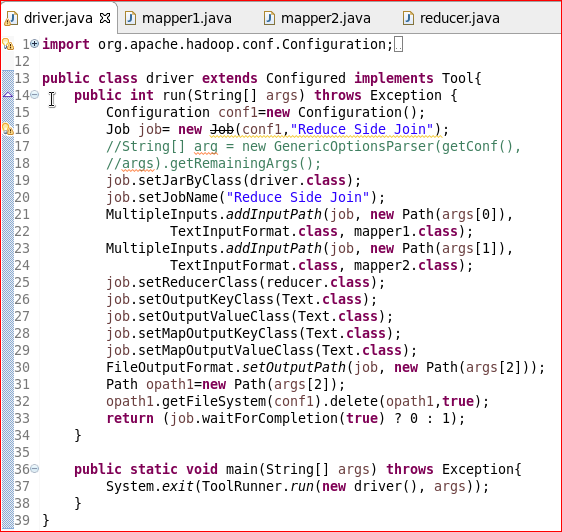 driver.java mapper1.java mapper2.java reducer.java
1 import org.apache.hadoop.conf.Configuration;
12
13 public class driver extends Configured implements Tool{
14     public int run(String[] args) throws Exception {
15         Configuration conf1=new Configuration();
16         Job job= new Job(conf1,"Reduce Side Join");
17         //String[] arg = new GenericOptionsParser(getConf(),
18         //args).getRemainingArgs();
19         job.setJarByClass(driver.class);
20         job.setJobName("Reduce Side Join");
21         MultipleInputs.addInputPath(job, new Path(args[0]),
22                 TextInputFormat.class, mapper1.class);
23         MultipleInputs.addInputPath(job, new Path(args[1]),
24                 TextInputFormat.class, mapper2.class);
25         job.setReducerClass(reducer.class);
26         job.setOutputKeyClass(Text.class);
27         job.setOutputValueClass(Text.class);
28         job.setMapOutputKeyClass(Text.class);
29         job.setMapOutputValueClass(Text.class);
30         FileOutputFormat.setOutputPath(job, new Path(args[2]));
31         Path opath1=new Path(args[2]);
32         opath1.getFileSystem(conf1).delete(opath1,true);
33         return (job.waitForCompletion(true) ? 0 : 1);
34     }
35
36     public static void main(String[] args) throws Exception{
37         System.exit(ToolRunner.run(new driver(), args));
38     }
39 }